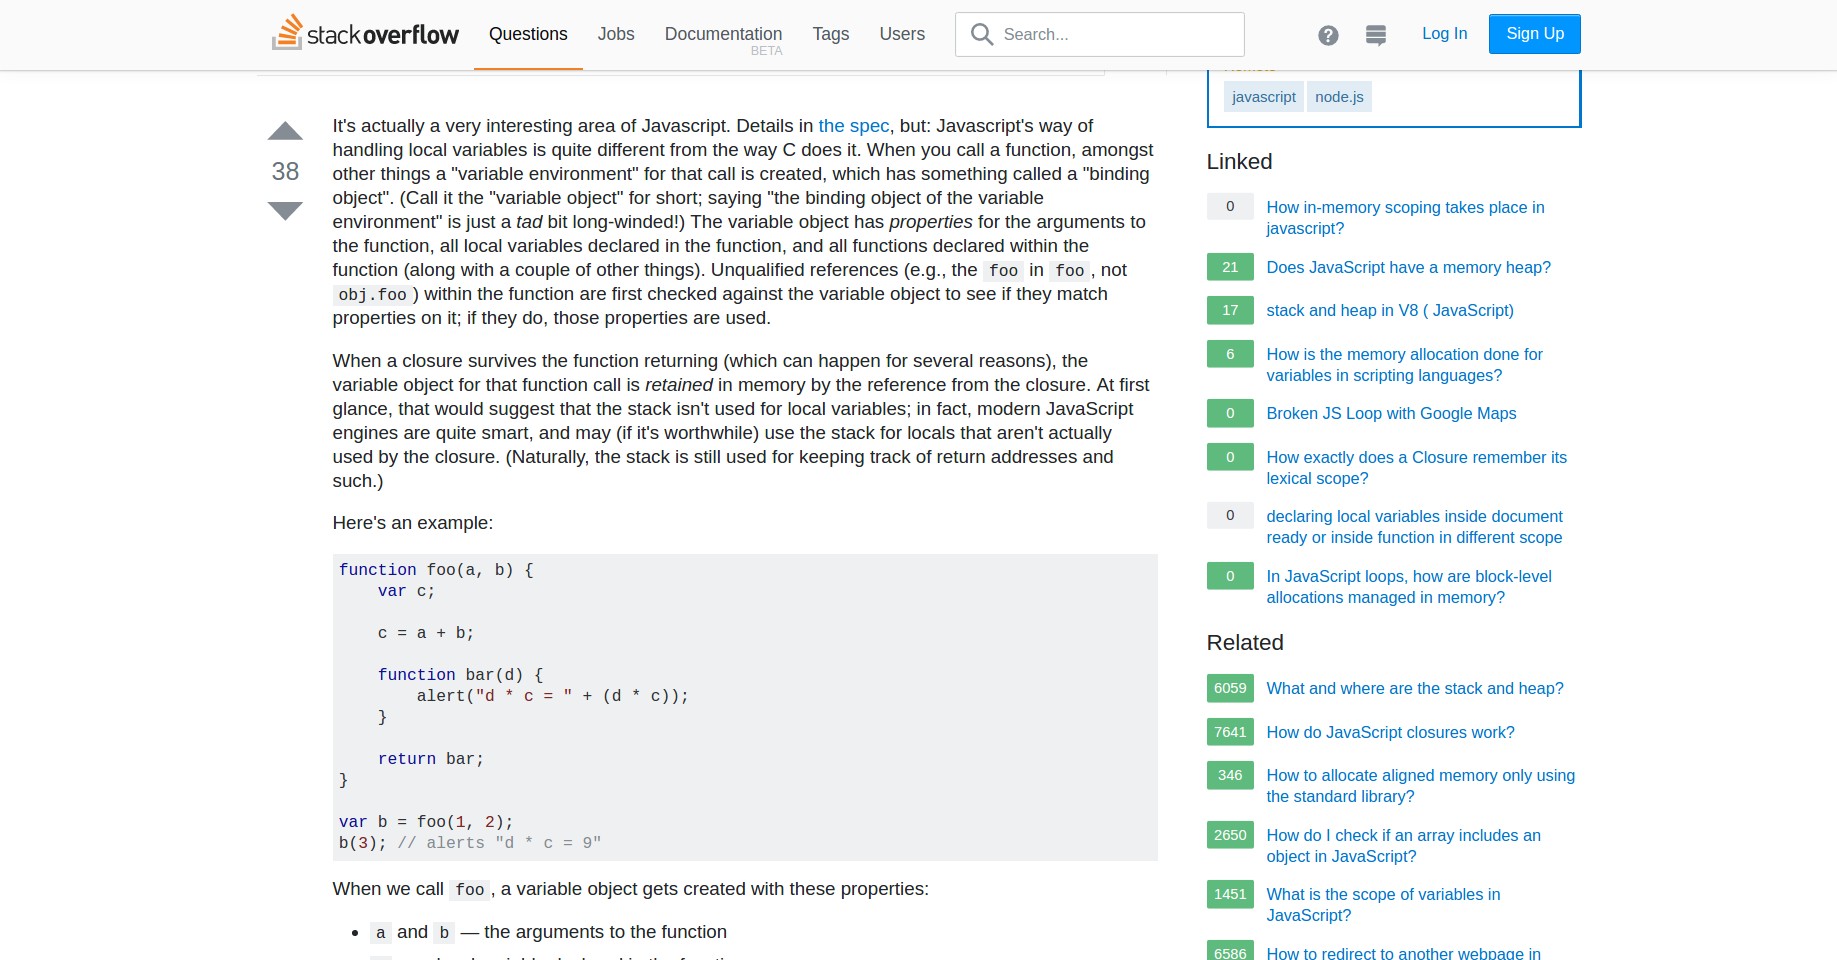 stackoverflow
Questions
Jobs
Documentation
BETA
Tags
Users
Search...
?
Log In
Sign Up
38
It's actually a very interesting area of Javascript. Details in the spec, but: Javascript's way of
handling local variables is quite different from the way C does it. When you call a function, amongst
other things a "variable environment" for that call is created, which has something called a "binding
object". (Call it the "variable object" for short; saying "the binding object of the variable
environment" is just a tad bit long-winded!) The variable object has properties for the arguments to
the function, all local variables declared in the function, and all functions declared within the
function (along with a couple of other things). Unqualified references (e.g., the foo in foo, not
obj.foo) within the function are first checked against the variable object to see if they match
properties on it; if they do, those properties are used.
When a closure survives the function returning (which can happen for several reasons), the
variable object for that function call is retained in memory by the reference from the closure. At first
glance, that would suggest that the stack isn't used for local variables; in fact, modern JavaScript
engines are quite smart, and may (if it's worthwhile) use the stack for locals that aren't actually
used by the closure. (Naturally, the stack is still used for keeping track of return addresses and
such.)
Here's an example:
function foo(a, b) {
    var c;
    c = a + b;
    function bar(d) {
        alert("d * c = " + (d * c));
    }
    return bar;
}
var b = foo(1, 2);
b(3); // alerts "d * c = 9"
When we call foo, a variable object gets created with these properties:
• a and b — the arguments to the function
javascript node.js
Linked
0 How in-memory scoping takes place in
javascript?
21 Does JavaScript have a memory heap?
17 stack and heap in V8 ( JavaScript)
6 How is the memory allocation done for
variables in scripting languages?
0 Broken JS Loop with Google Maps
0 How exactly does a Closure remember its
lexical scope?
0 declaring local variables inside document
ready or inside function in different scope
0 In JavaScript loops, how are block-level
allocations managed in memory?
Related
6059 What and where are the stack and heap?
7641 How do JavaScript closures work?
346 How to allocate aligned memory only using
the standard library?
2650 How do I check if an array includes an
object in JavaScript?
1451 What is the scope of variables in
JavaScript?
6586 How to redirect to another webpage in